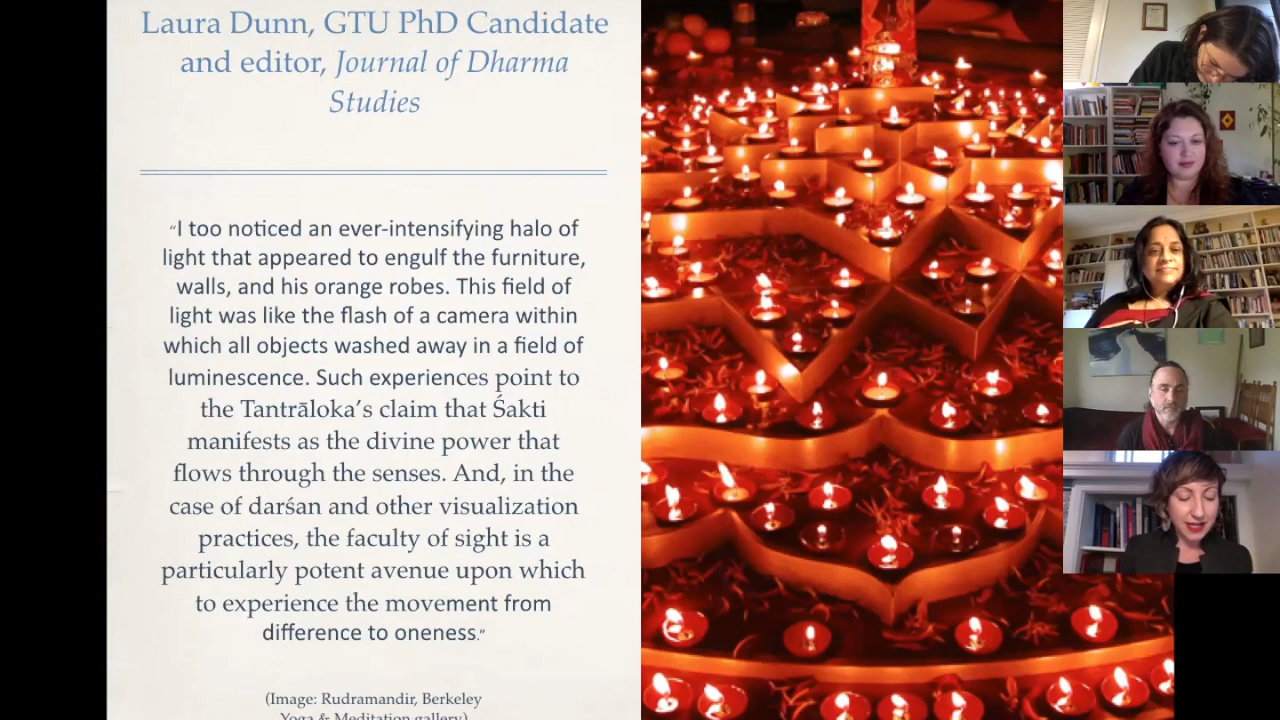 Laura Dunn, GTU PhD Candidate
and editor, Journal of Dharma
Studies
“I too noticed an ever-intensifying halo of
light that appeared to engulf the furniture,
walls, and his orange robes. This field of
light was like the flash of a camera within
which all objects washed away in a field of
luminescence. Such experiences point to
the Tantrāloka’s claim that Śakti
manifests as the divine power that
flows through the senses. And, in the
case of darśan and other visualization
practices, the faculty of sight is a
particularly potent avenue upon which
to experience the movement from
difference to oneness.”
(Image: Rudramandir, Berkeley
Yoga & Meditation gallery)